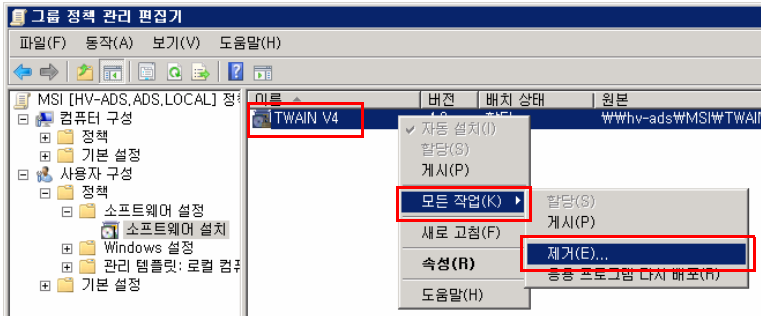 그룹 정책 관리 편집기
파일(F) 동작(A) 보기(V) 도움말(H)
MSI [HV-ADS,ADS,LOCAL] 정
컴퓨터 구성
정책
기본 설정
사용자 구성
정책
소프트웨어 설정
소프트웨어 설치
Windows 설정
관리 템플릿: 로컬 컴퓨
기본 설정
이름 버전 배치 상태 원본
TWAIN V4 ₩₩hv-ads₩MSI₩TWAI
자동 설치(I)
할당(S)
게시(P)
모든 작업(K)
새로 고침(F)
속성(R)
도움말(H)
할당(S)
게시(P)
제거(E)...
응용 프로그램 다시 배포(R)